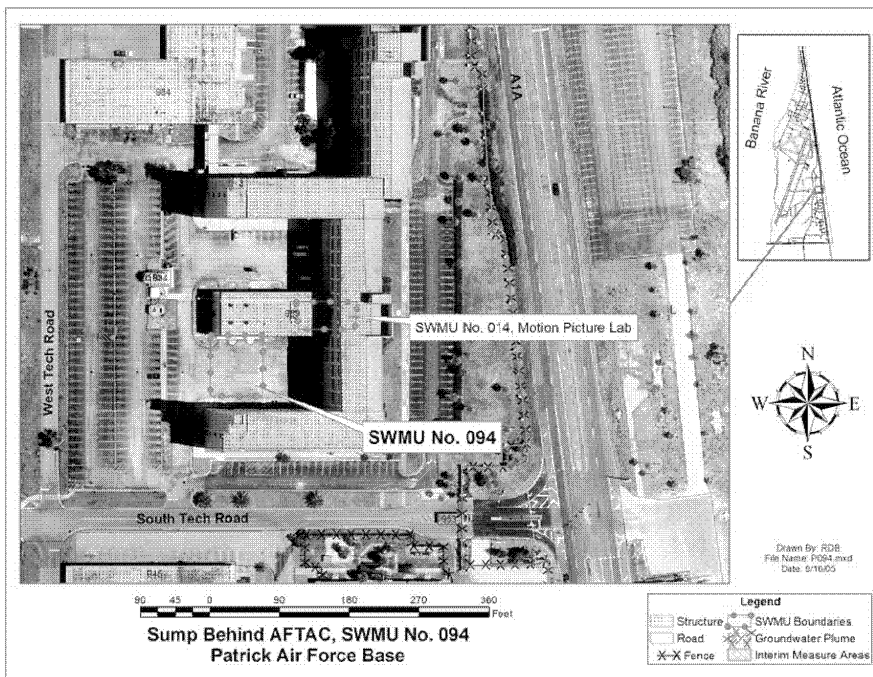 A1A
984
Banana River
Atlantic Ocean
West Tech Road
989
SWMU No. 014, Motion Picture Lab
SWMU No. 094
N
W E
S
South Tech Road
Drawn By: RDB
File Name: P094.mxd
Date: 8/16/05
90 45 0 90 180 270 360
Feet
Sump Behind AFTAC, SWMU No. 094
Patrick Air Force Base
Legend
Structure SWMU Boundaries
Road Groundwater Plume
Fence Interim Measure Areas